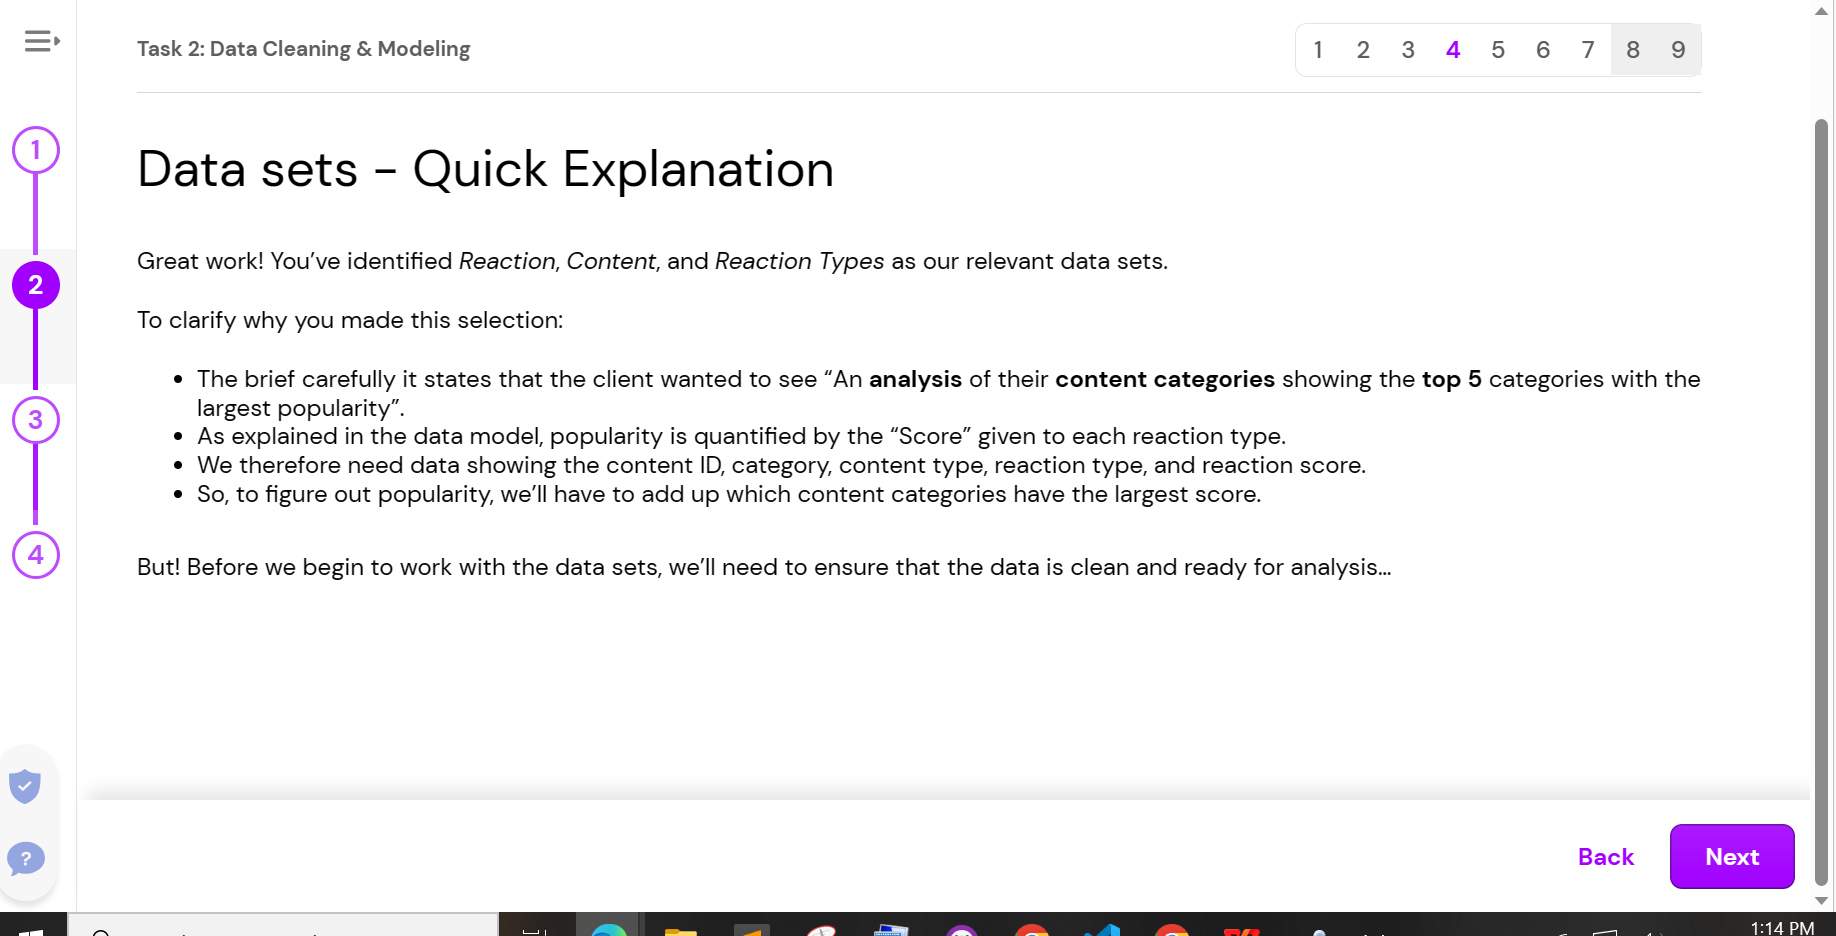 Task 2: Data Cleaning & Modeling
1 2 3 4 5 6 7 8 9
1
2
3
4
Data sets - Quick Explanation
Great work! You’ve identified Reaction, Content, and Reaction Types as our relevant data sets.
To clarify why you made this selection:
• The brief carefully it states that the client wanted to see “An analysis of their content categories showing the top 5 categories with the
largest popularity”.
• As explained in the data model, popularity is quantified by the “Score” given to each reaction type.
• We therefore need data showing the content ID, category, content type, reaction type, and reaction score.
• So, to figure out popularity, we’ll have to add up which content categories have the largest score.
But! Before we begin to work with the data sets, we’ll need to ensure that the data is clean and ready for analysis...
?
Back Next
1:14 PM